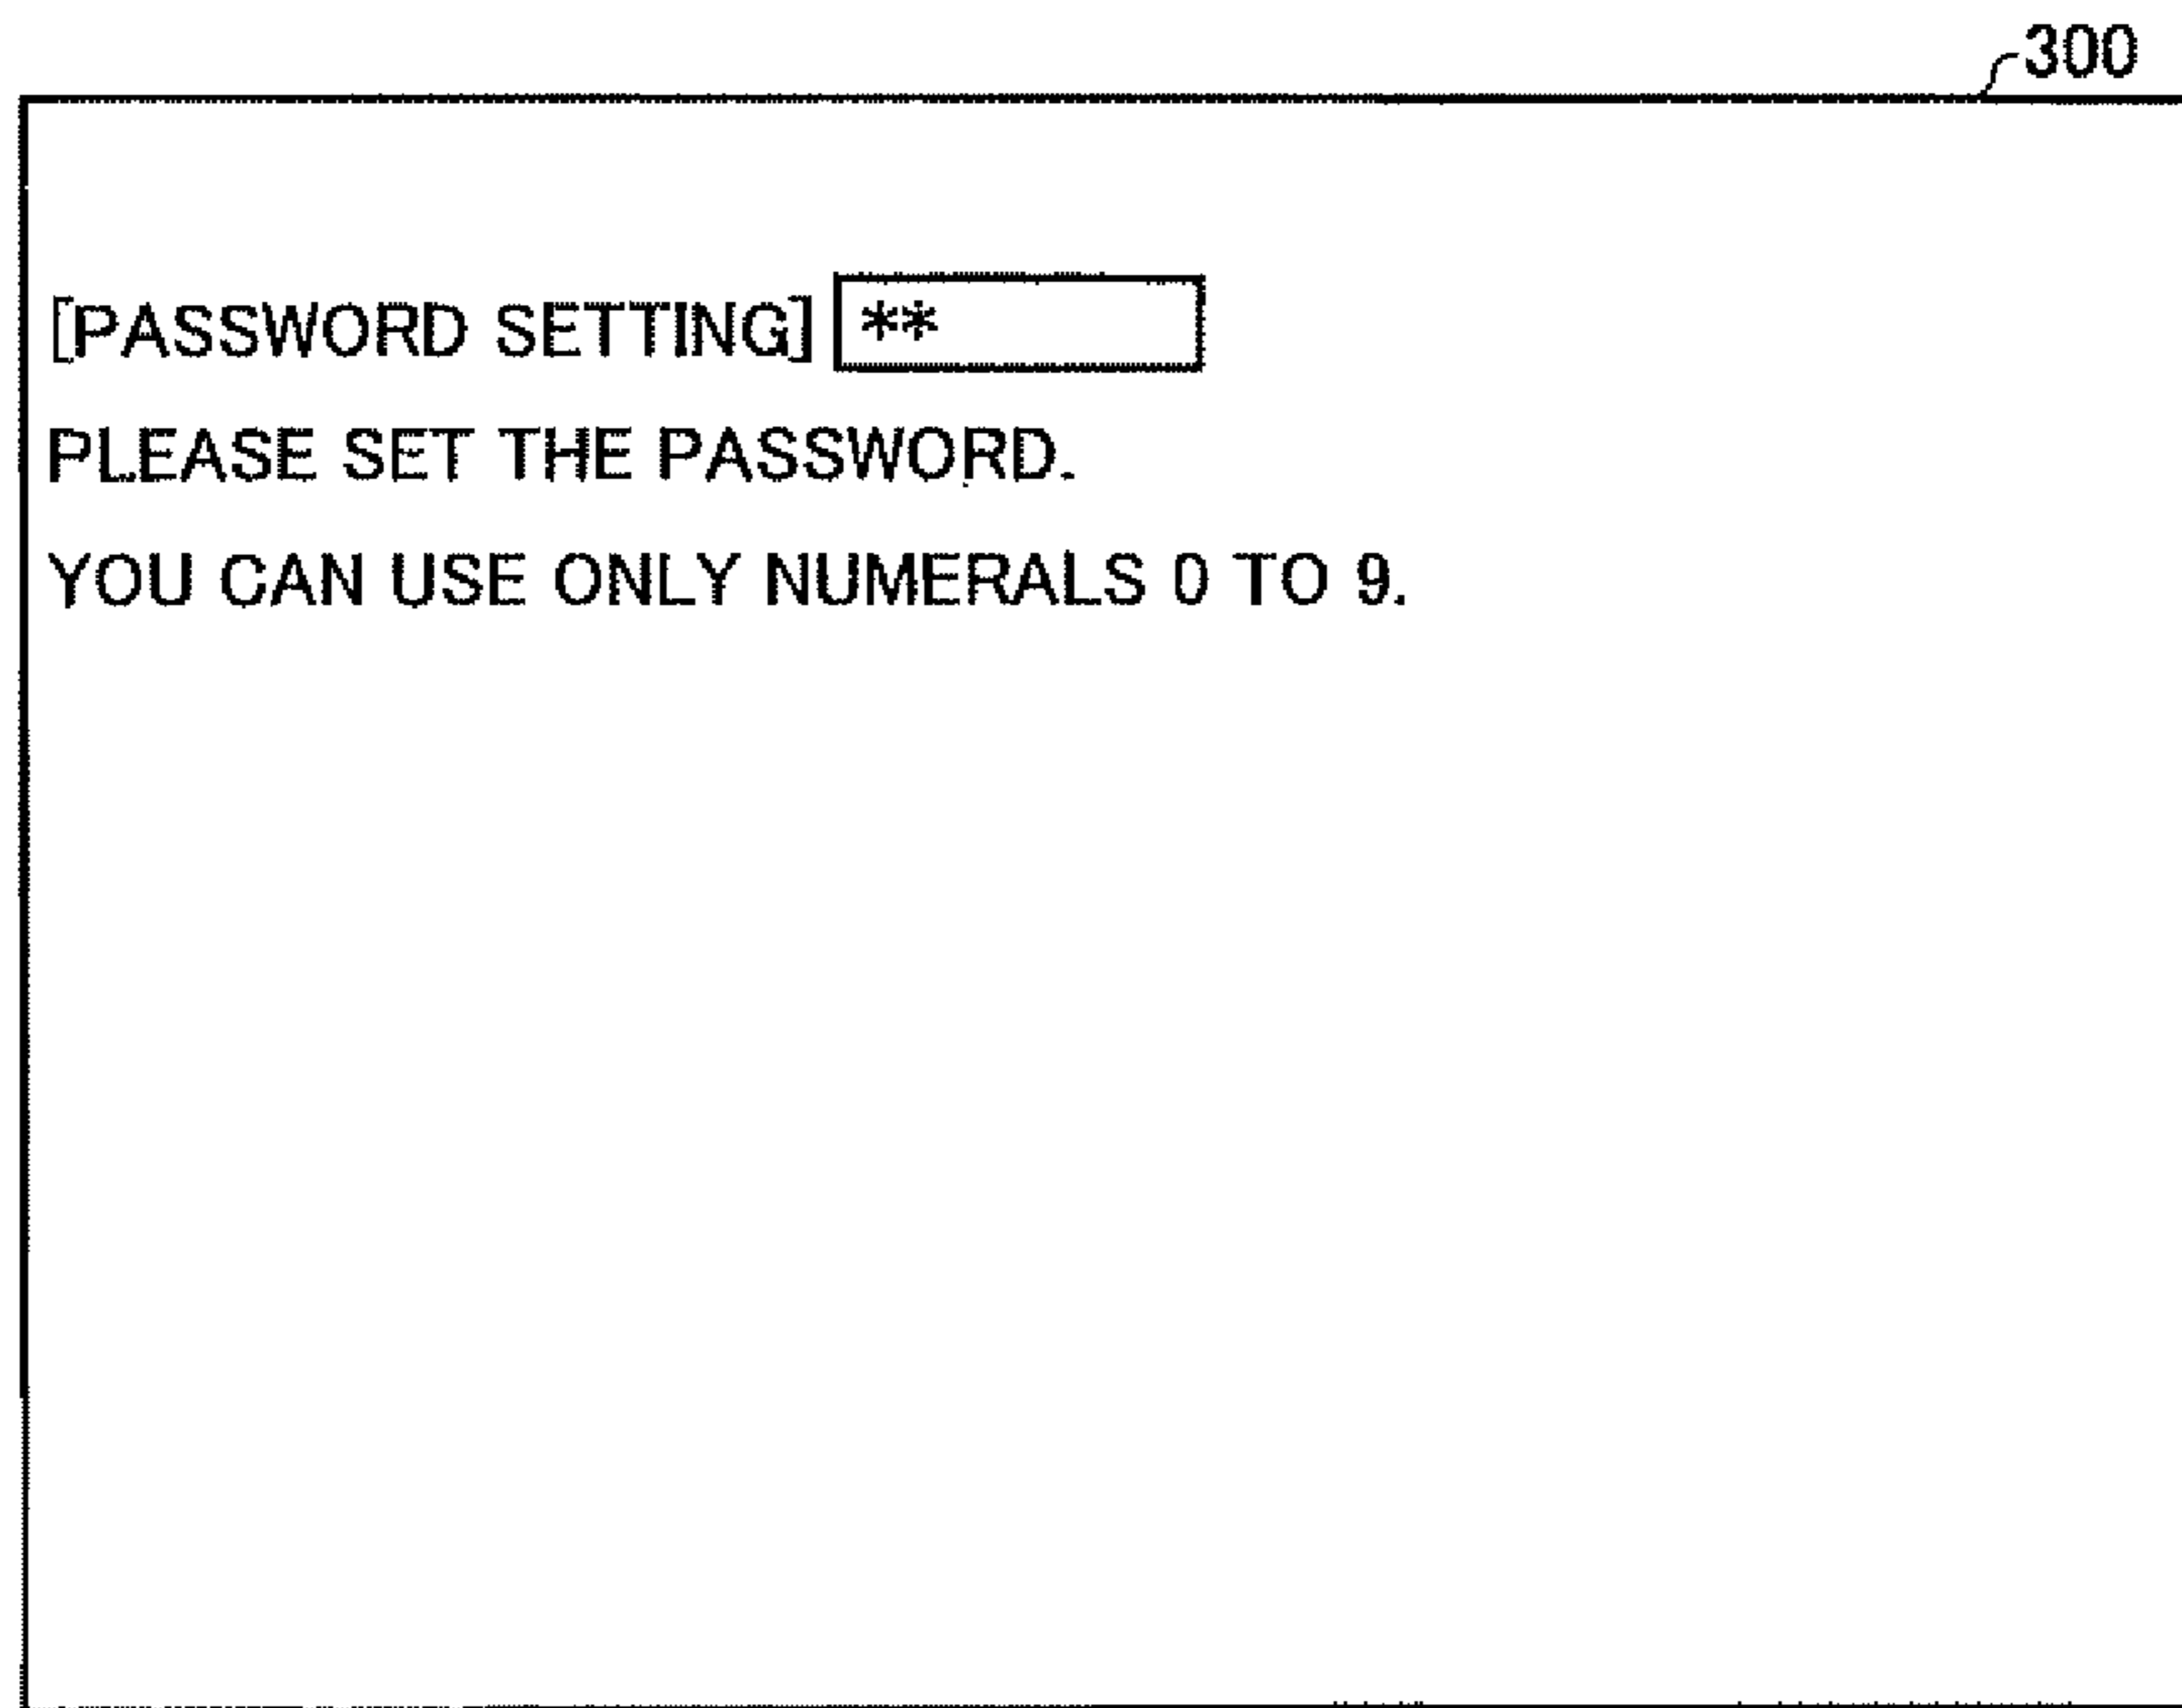 300
[PASSWORD SETTING] **
PLEASE SET THE PASSWORD.
YOU CAN USE ONLY NUMERALS 0 TO 9.